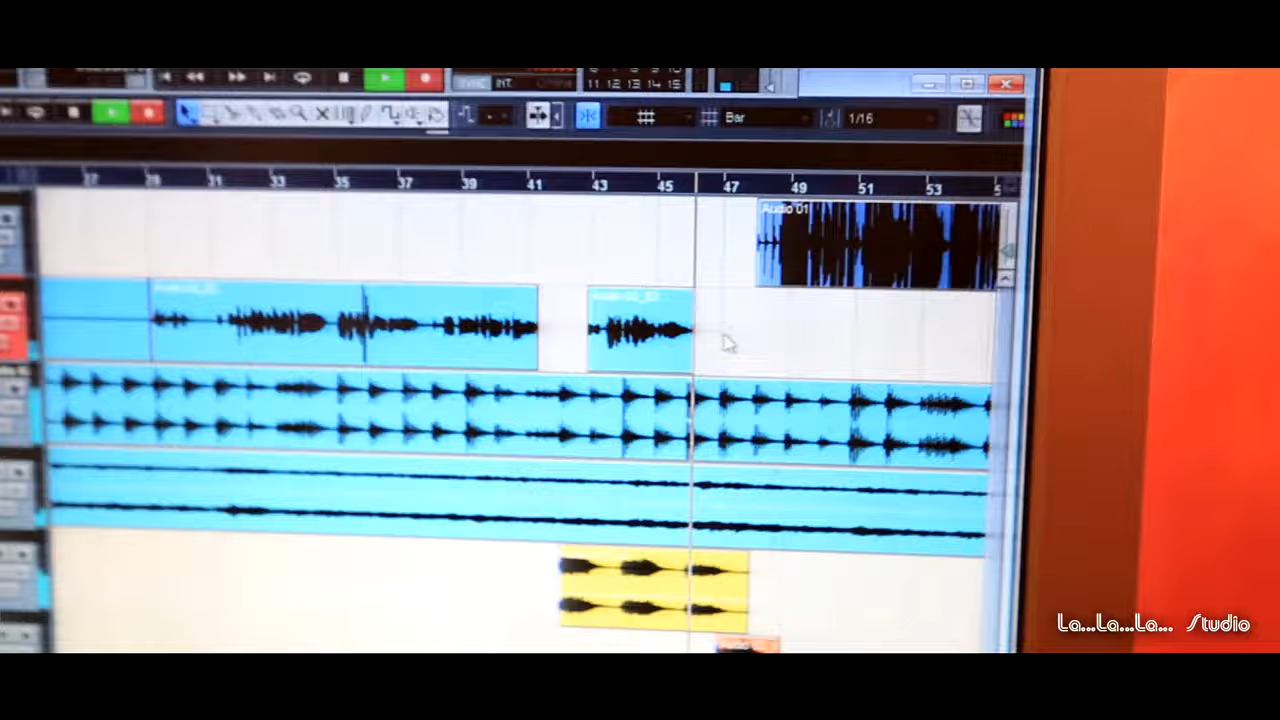 INT.
11 12 13 14 15
Bar
1/16
27 29 31 33 35 37 39 41 43 45 47 49 51 53
Audio 01
La...La...La... Studio